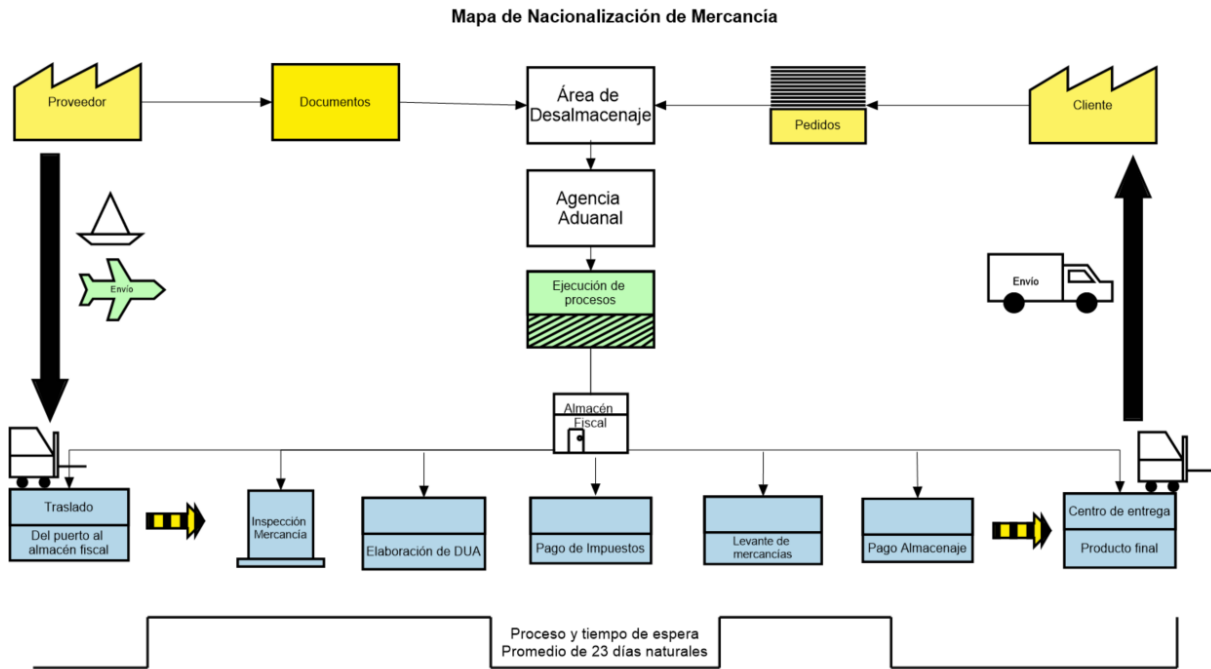 Mapa de Nacionalización de Mercancía
Proveedor
Documentos
Área de
Desalmacenaje
Pedidos
Cliente
Agencia
Aduanal
Envío
Envío
Ejecución de
procesos
Almacén
Fiscal
Traslado
Del puerto al
almacén fiscal
Inspección
Mercancía
Elaboración de DUA
Pago de Impuestos
Levante de
mercancías
Pago Almacenaje
Centro de entrega
Producto final
Proceso y tiempo de espera
Promedio de 23 días naturales